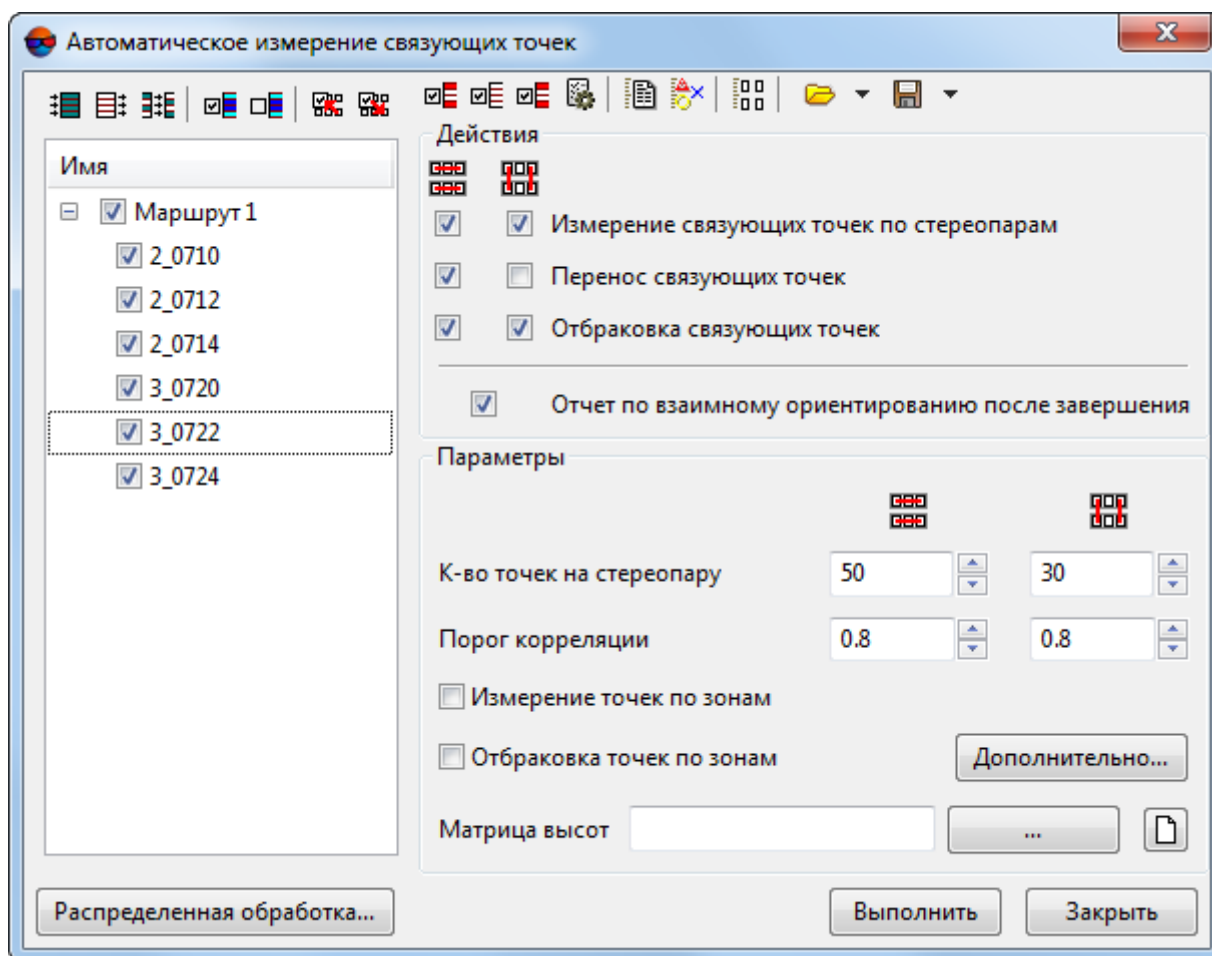 Автоматическое измерение связующих точек
Имя
Маршрут 1
2_0710
2_0712
2_0714
3_0720
3_0722
3_0724
Действия
Измерение связующих точек по стереопарам
Перенос связующих точек
Отбраковка связующих точек
Отчет по взаимному ориентированию после завершения
Параметры
К-во точек на стереопару 50 30
Порог корреляции 0.8 0.8
Измерение точек по зонам
Отбраковка точек по зонам Дополнительно...
Матрица высот ...
Распределенная обработка... Выполнить Закрыть